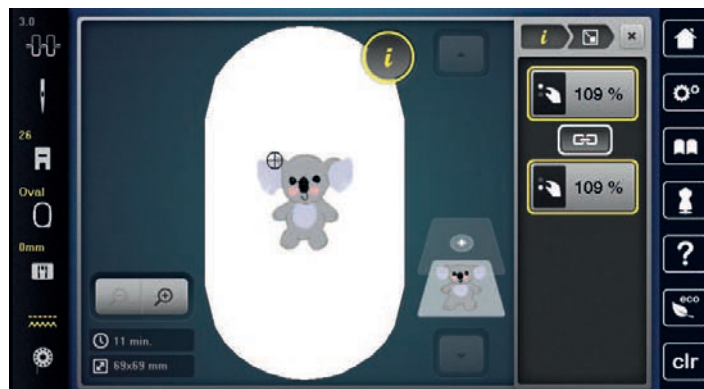 3.0
26
Oval
0mm
i
11 min.
69x69 mm
i
109 %
109 %
?
eco
clr